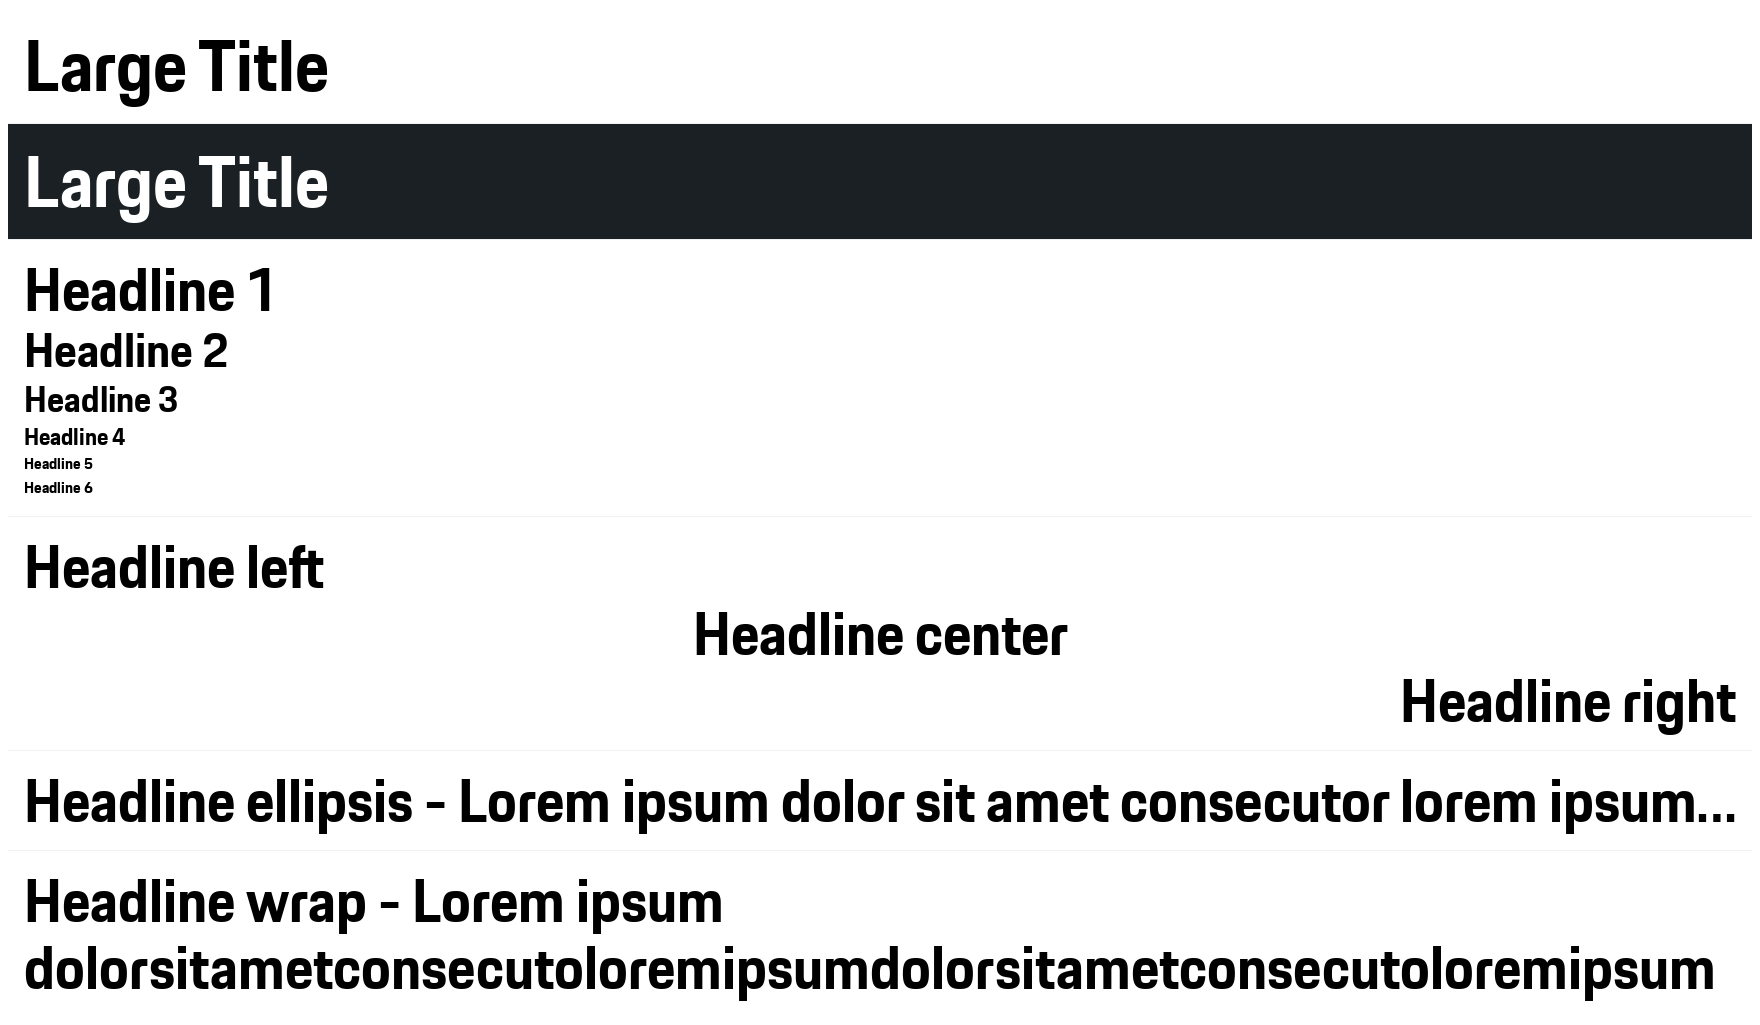 Large Title
Large Title
Headline 1
Headline 2
Headline 3
Headline 4
Headline 5
Headline 6
Headline left
Headline center
Headline right
Headline ellipsis - Lorem ipsum dolor sit amet consecutor lorem ipsum...
Headline wrap - Lorem ipsum
dolorsitametconsecutoloremipsumdolorsitametconsecutoloremipsum